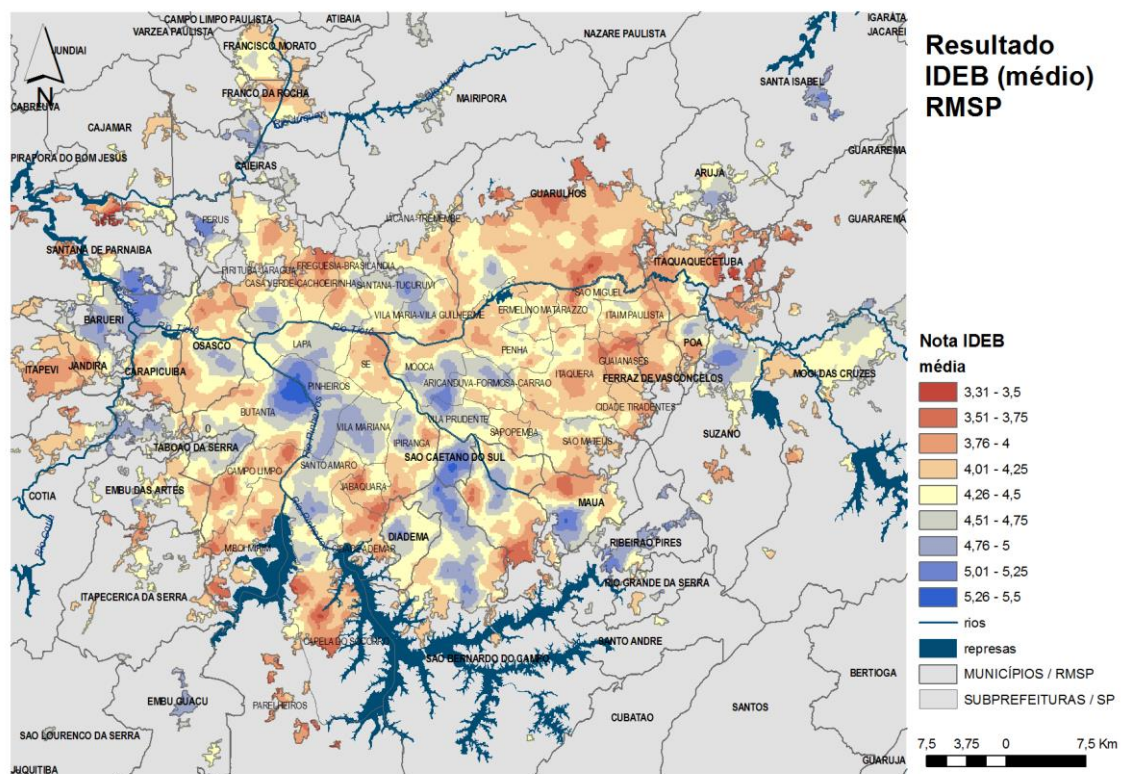 CAMPO LIMPO PAULISTA
ATIBAIA
IGARATA
VARZEA PAULISTA
JACAREI
NAZARE PAULISTA
JUNDIAI
FRANCISCO MORATO
Resultado
IDEB (médio)
RMSP
SANTA ISABEL
N
FRANCO DA ROCHA
MAIRIPORA
CABREUVA
CAJAMAR
GUARAREMA
PIRAPORA DO BOM JESUS
CAIEIRAS
ARUJA
GUARULHOS
GUARAREMA
PERUS
JACANA-TREMEMBE
SANTANA DE PARNAIBA
ITAQUAQUECETUBA
FREGUESIA-BRASILANDIA
PIRITUBA-JARAGUA
CASA VERDE-CACHOEIRINHA
SANTANA-TUCURUVI
SAO MIGUEL
VILA MARIA-VILA GUILHERME
ERMELINO MATARAZZO
ITAIM PAULISTA
BARUERI
Rio Tietê
Rio Tietê
OSASCO
LAPA
SE
MOOCA
PENHA
POA
GUAIANASES
ITAPEVI
JANDIRA
CARAPICUIBA
ITAQUERA
FERRAZ DE VASCONCELOS
MOGI DAS CRUZES
PINHEIROS
ARICANDUVA-FORMOSA-CARRAO
BUTANTA
CIDADE TIRADENTES
VILA PRUDENTE
VILA MARIANA
SAPOPEMBA
SUZANO
IPIRANGA
SAO MATEUS
TABOAO DA SERRA
SAO CAETANO DO SUL
SANTO AMARO
CAMPO LIMPO
JABAQUARA
COTIA
EMBU DAS ARTES
MAUA
DIADEMA
RIBEIRAO PIRES
MBOI MIRIM
RIO GRANDE DA SERRA
ITAPECERICA DA SERRA
CAPELA DO SOCORRO
SANTO ANDRE
SAO BERNARDO DO CAMPO
BERTIOGA
EMBU GUACU
PARELHEIROS
SANTOS
CUBATAO
SAO LOURENCO DA SERRA
GUARUJA
JUQUITIBA
Nota IDEB
média
3,31 - 3,5
3,51 - 3,75
3,76 - 4
4,01 - 4,25
4,26 - 4,5
4,51 - 4,75
4,76 - 5
5,01 - 5,25
5,26 - 5,5
rios
represas
MUNICÍPIOS / RMSP
SUBPREFEITURAS / SP
7,5 3,75 0 7,5 Km